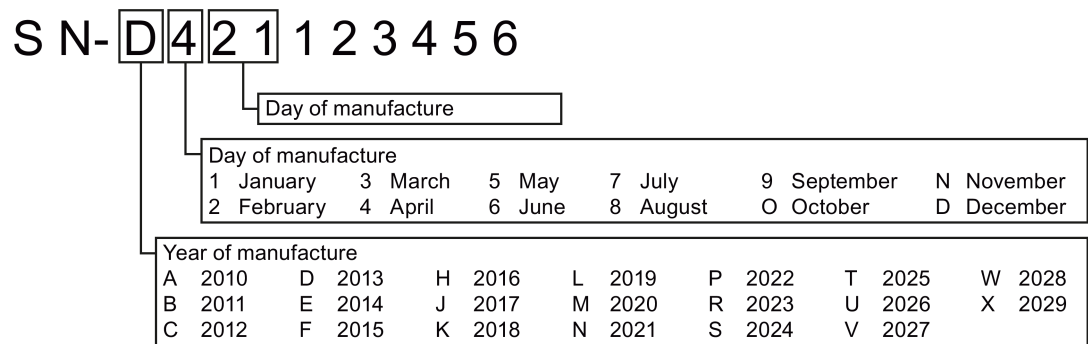 S N- D 4 2 1 1 2 3 4 5 6
Day of manufacture
Day of manufacture
1 January 3 March 5 May 7 July 9 September N November
2 February 4 April 6 June 8 August O October D December
Year of manufacture
A 2010 D 2013 H 2016 L 2019 P 2022 T 2025 W 2028
B 2011 E 2014 J 2017 M 2020 R 2023 U 2026 X 2029
C 2012 F 2015 K 2018 N 2021 S 2024 V 2027